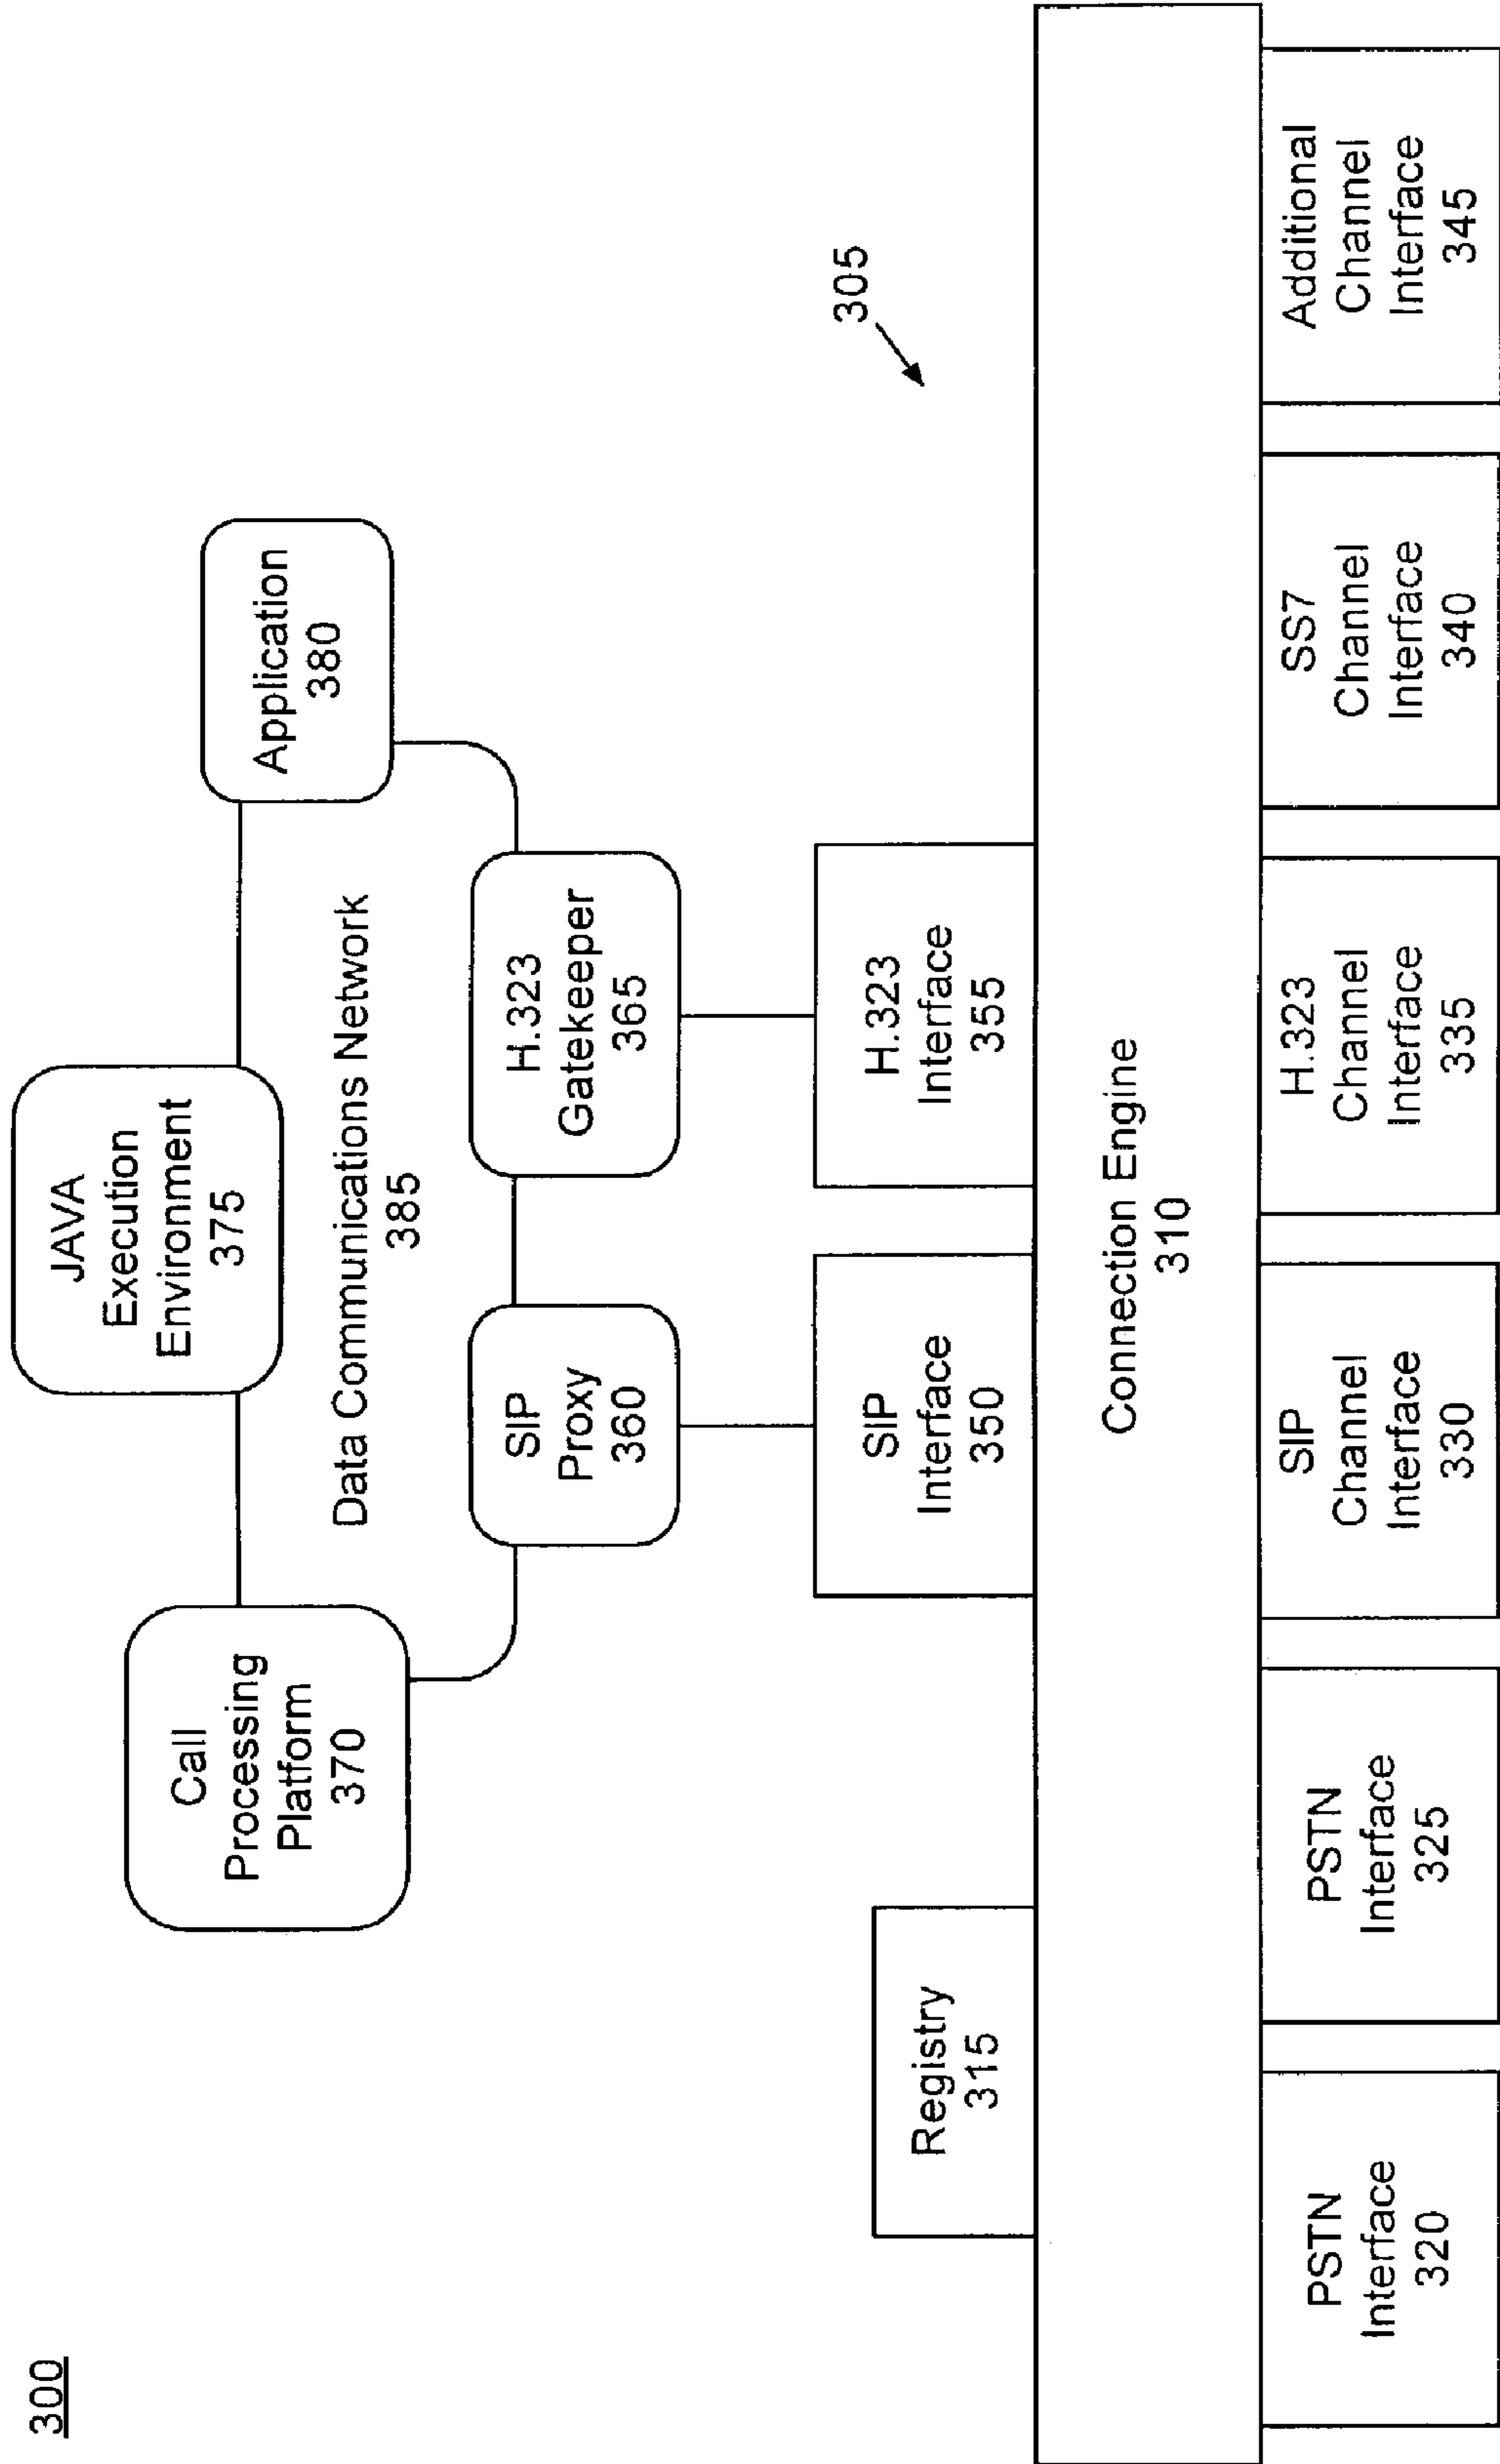 300
JAVA
Execution
Environment
375
Call
Processing
Platform
370
Application
380
Data Communications Network
385
SIP
Proxy
360
H.323
Gatekeeper
365
305
Registry
315
SIP
Interface
350
H.323
Interface
355
Connection Engine
310
PSTN
Interface
320
PSTN
Interface
325
SIP
Channel
Interface
330
H.323
Channel
Interface
335
SS7
Channel
Interface
340
Additional
Channel
Interface
345